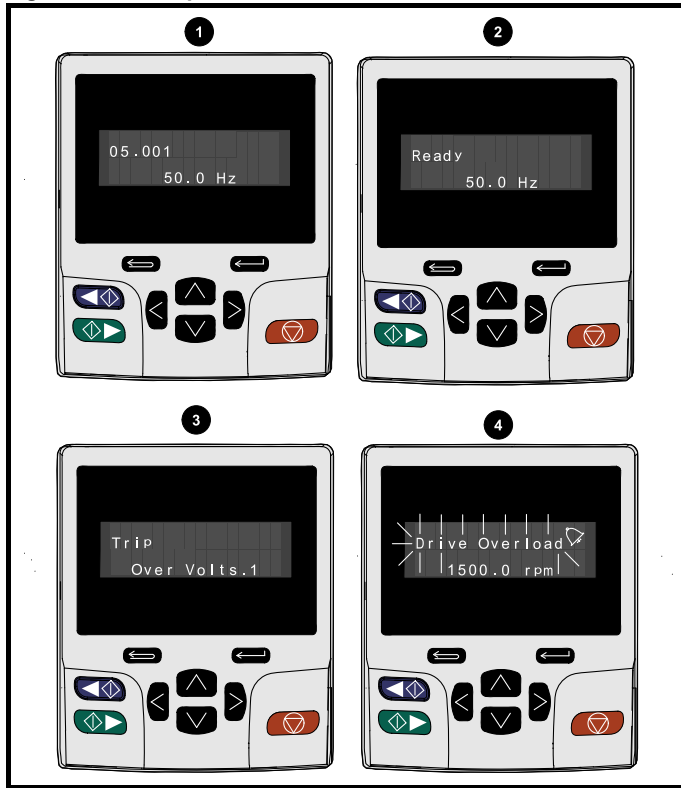 1
2
05.001
50.0 Hz
Ready
50.0 Hz
3
4
Trip
Over Volts.1
Drive Overload
1500.0 rpm